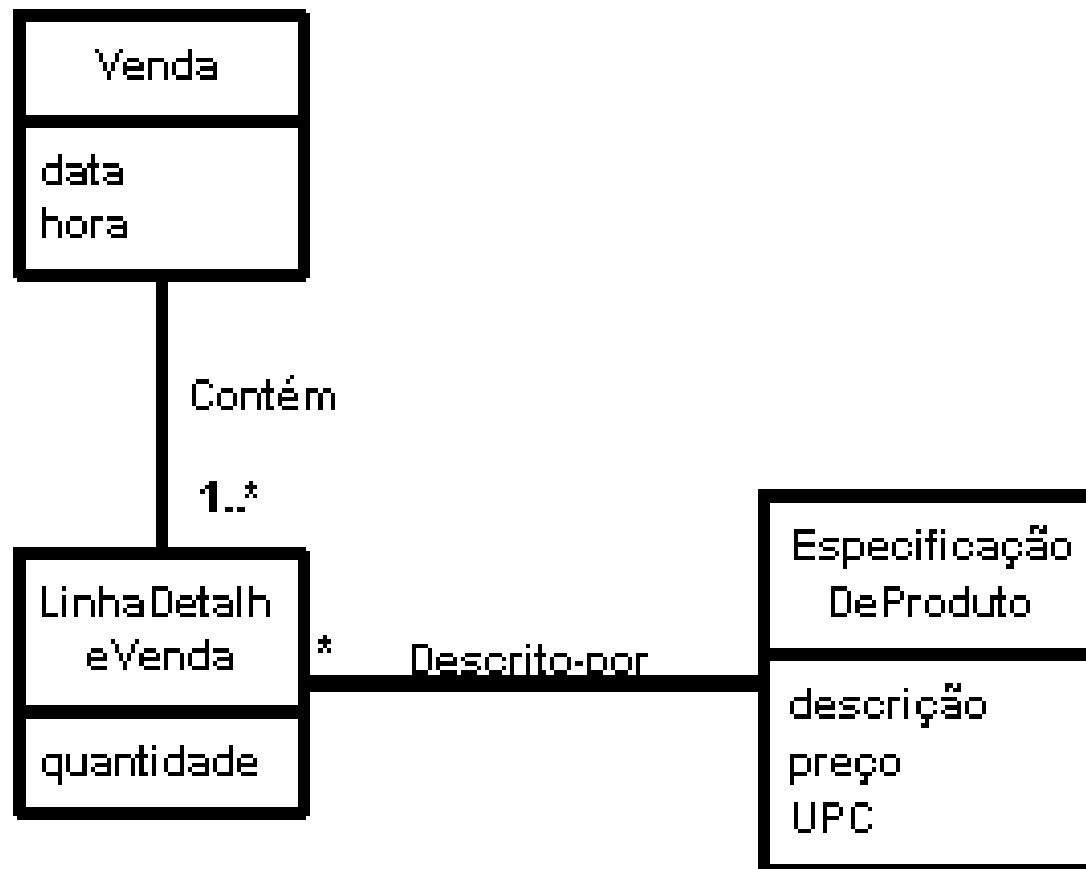 Venda
data
hora
Contém
1..*
LinhaDetalh
eVenda
quantidade
*
Descrito-por
Especificação
DeProduto
descrição
preço
UPC